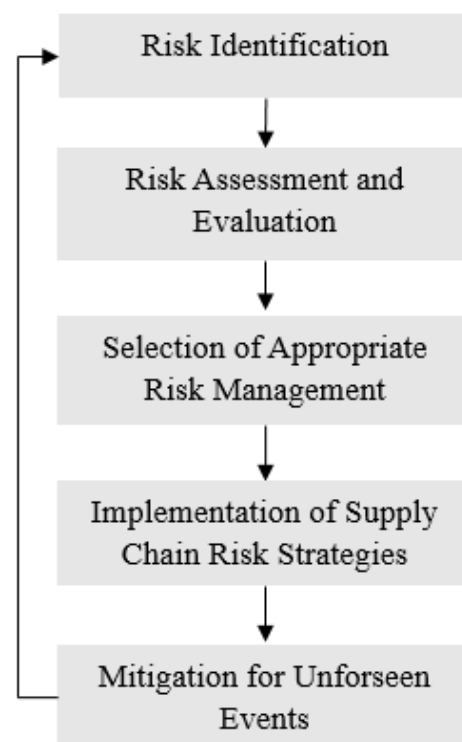 Risk Identification
Risk Assessment and
Evaluation
Selection of Appropriate
Risk Management
Implementation of Supply
Chain Risk Strategies
Mitigation for Unforseen
Events